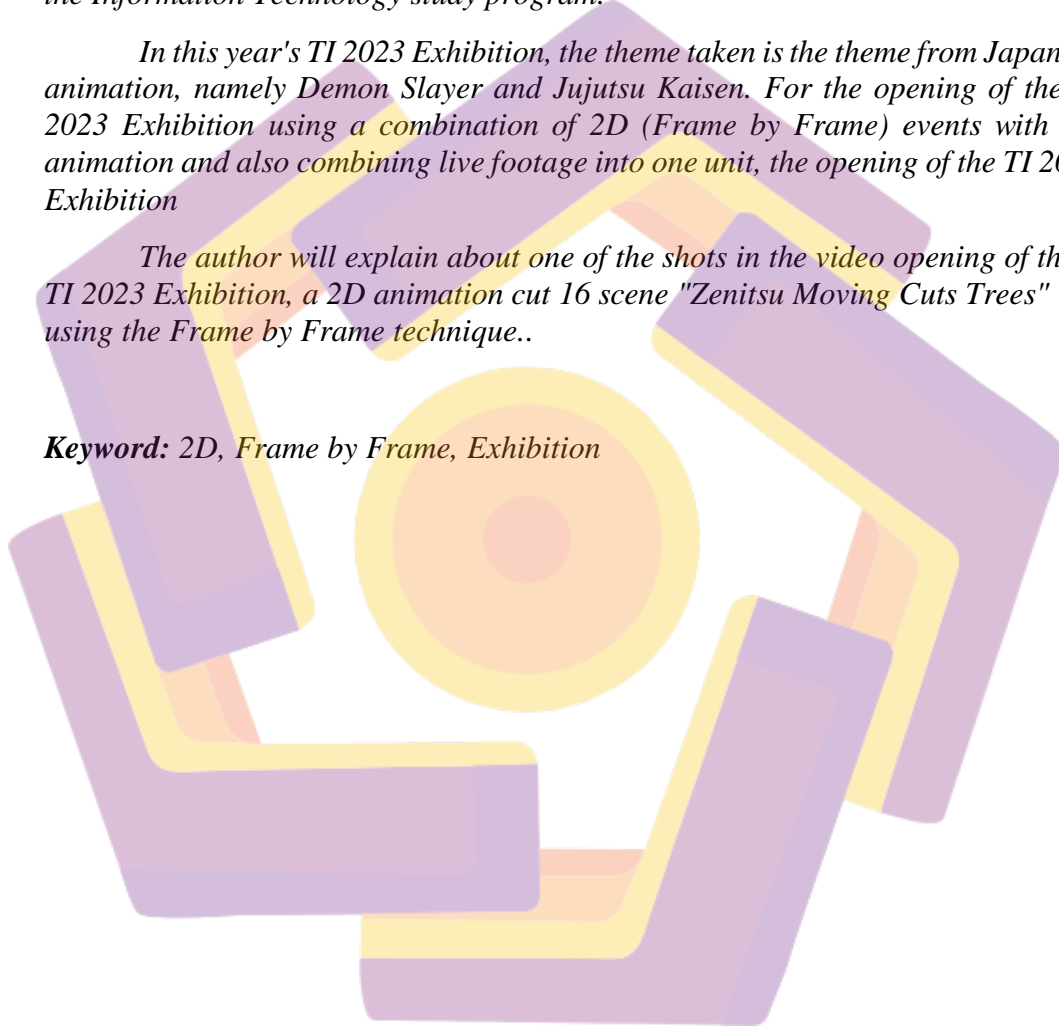 the Information Technology study program.
In this year's TI 2023 Exhibition, the theme taken is the theme from Japan
animation, namely Demon Slayer and Jujutsu Kaisen. For the opening of the
2023 Exhibition using a combination of 2D (Frame by Frame) events with
animation and also combining live footage into one unit, the opening of the TI 20
Exhibition
The author will explain about one of the shots in the video opening of th
TI 2023 Exhibition, a 2D animation cut 16 scene "Zenitsu Moving Cuts Trees"
using the Frame by Frame technique..
Keyword: 2D, Frame by Frame, Exhibition